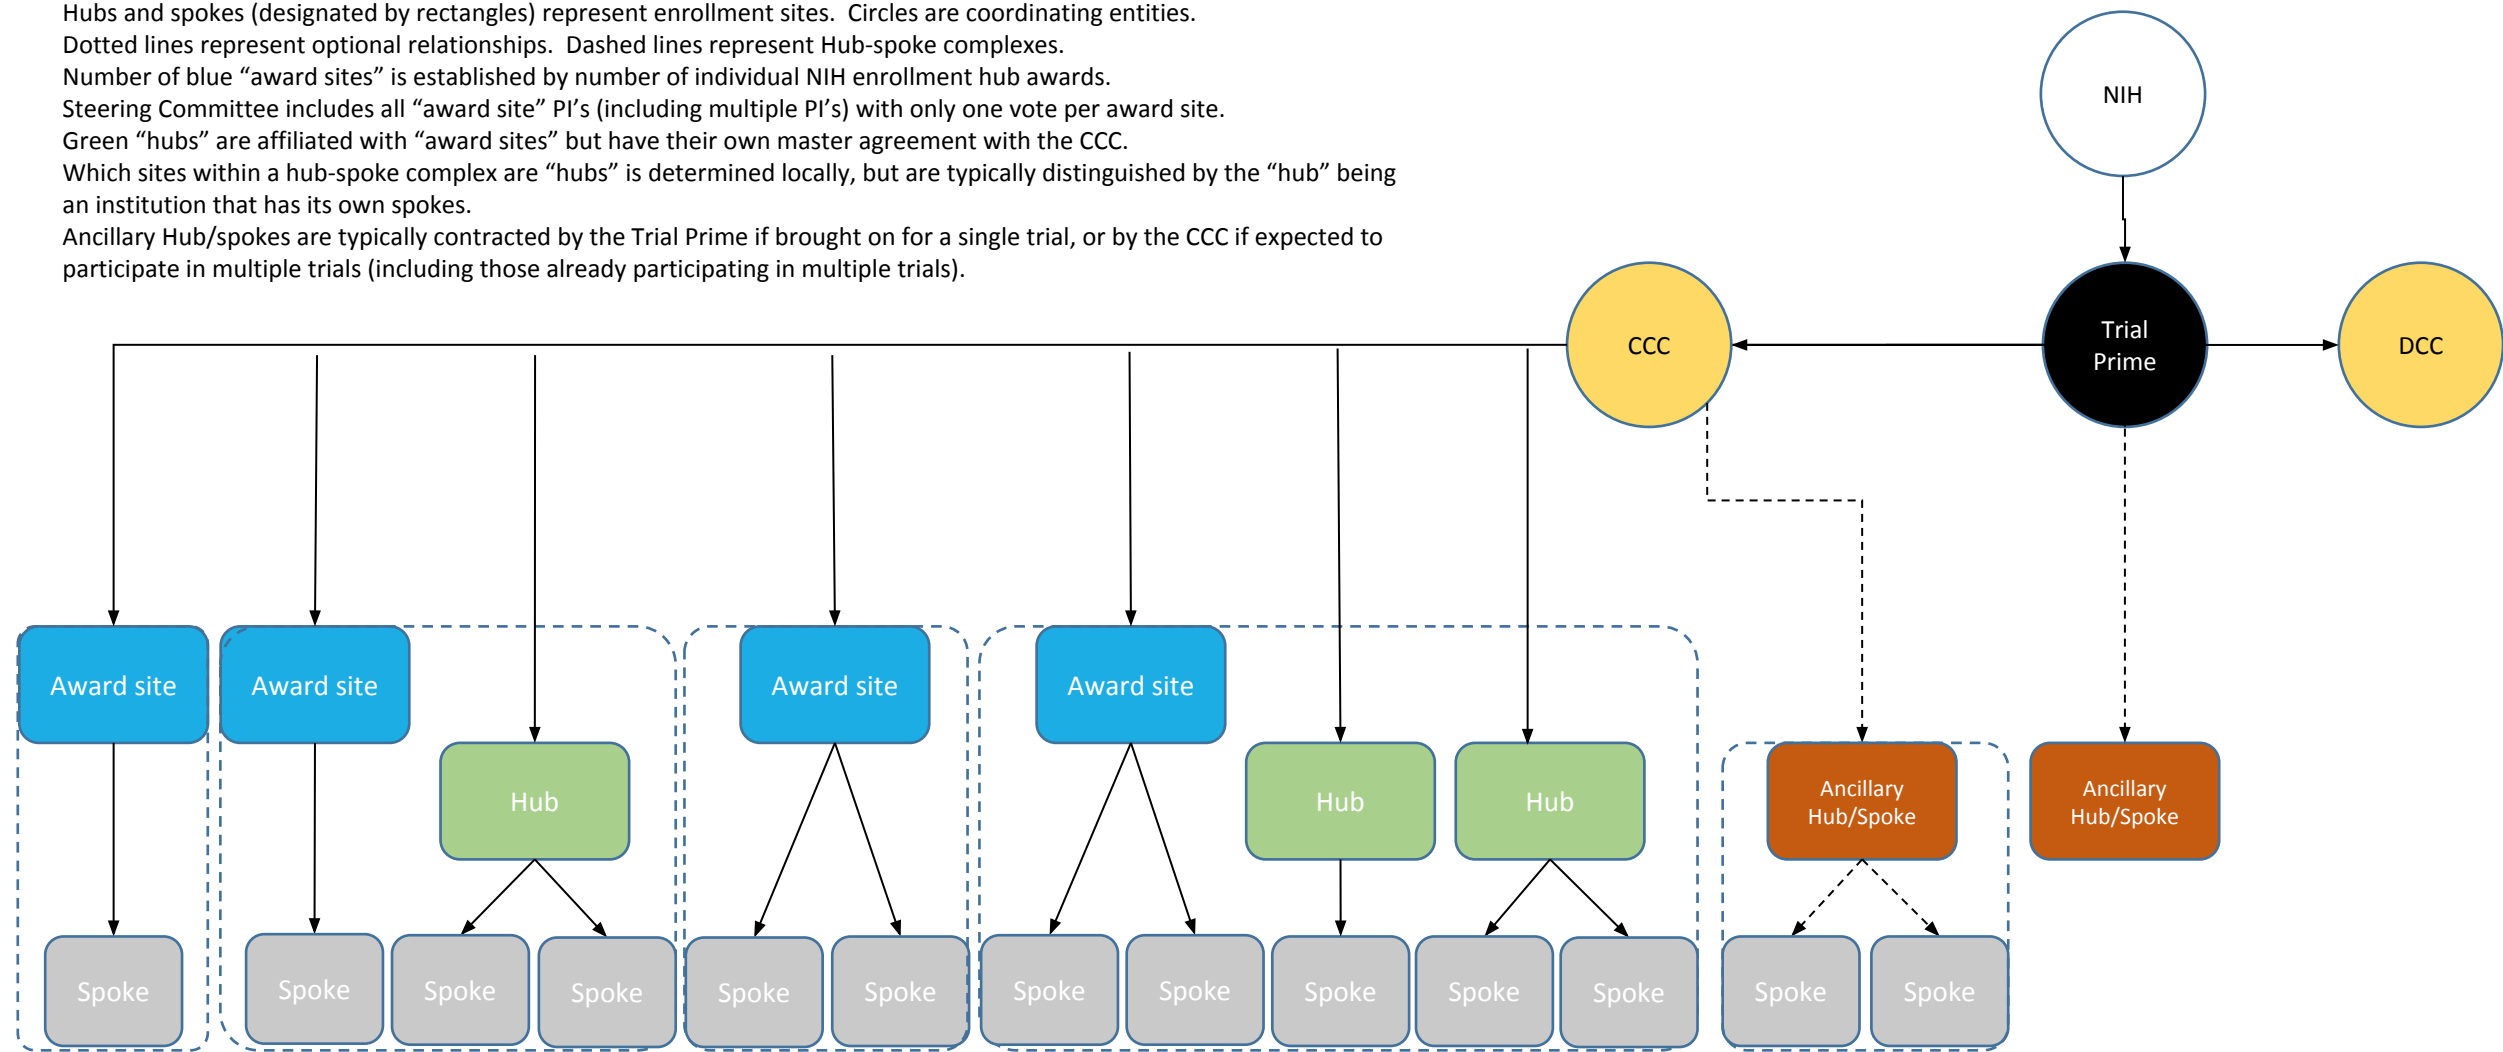 Hubs and spokes (designated by rectangles) represent enrollment sites.  Circles are coordinating entities.
Dotted lines represent optional relationships.  Dashed lines represent Hub-spoke complexes.
Number of blue “award sites” is established by number of individual NIH enrollment hub awards.
Steering Committee includes all “award site” PI’s (including multiple PI’s) with only one vote per award site.
Green “hubs” are affiliated with “award sites” but have their own master agreement with the CCC.
Which sites within a hub-spoke complex are “hubs” is determined locally, but are typically distinguished by the “hub” being
an institution that has its own spokes.
Ancillary Hub/spokes are typically contracted by the Trial Prime if brought on for a single trial, or by the CCC if expected to
participate in multiple trials (including those already participating in multiple trials).
NIH
CCC
Trial
Prime
DCC
Award site
Award site
Award site
Award site
Hub
Hub
Hub
Ancillary
Hub/Spoke
Ancillary
Hub/Spoke
Spoke
Spoke
Spoke
Spoke
Spoke
Spoke
Spoke
Spoke
Spoke
Spoke
Spoke
Spoke
Spoke